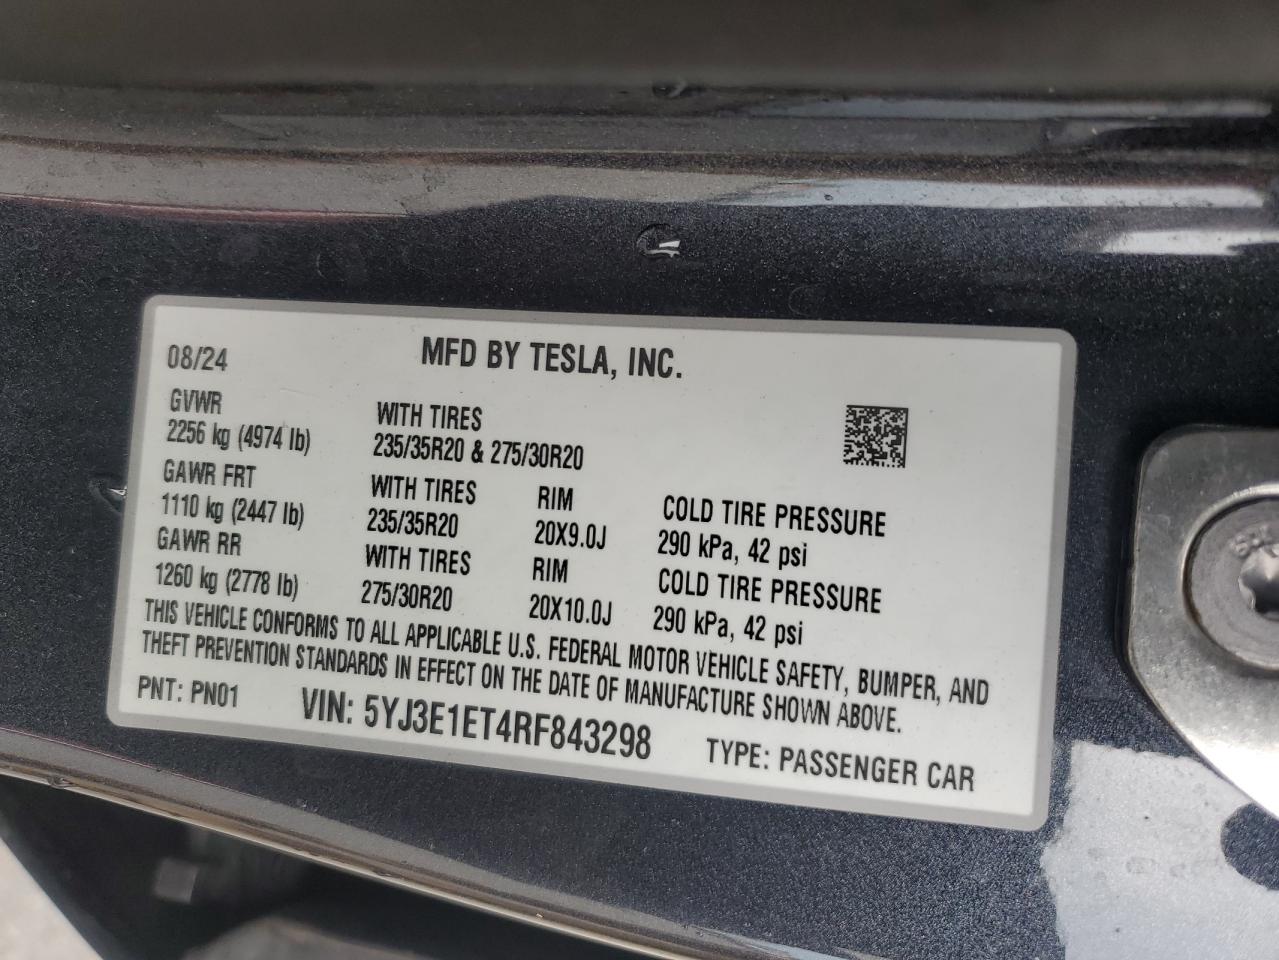 08/24 MFD BY TESLA, INC.
GVWR
2256 kg (4974 lb)
WITH TIRES
235/35R20 & 275/30R20
GAWR FRT
1110 kg (2447 lb)
WITH TIRES
235/35R20
RIM
20X9.0J
COLD TIRE PRESSURE
290 kPa, 42 psi
GAWR RR
1260 kg (2778 lb)
WITH TIRES
275/30R20
RIM
20X10.0J
COLD TIRE PRESSURE
290 kPa, 42 psi
THIS VEHICLE CONFORMS TO ALL APPLICABLE U.S. FEDERAL MOTOR VEHICLE SAFETY, BUMPER, AND
THEFT PREVENTION STANDARDS IN EFFECT ON THE DATE OF MANUFACTURE SHOWN ABOVE.
PNT: PN01 VIN: 5YJ3E1ET4RF843298 TYPE: PASSENGER CAR